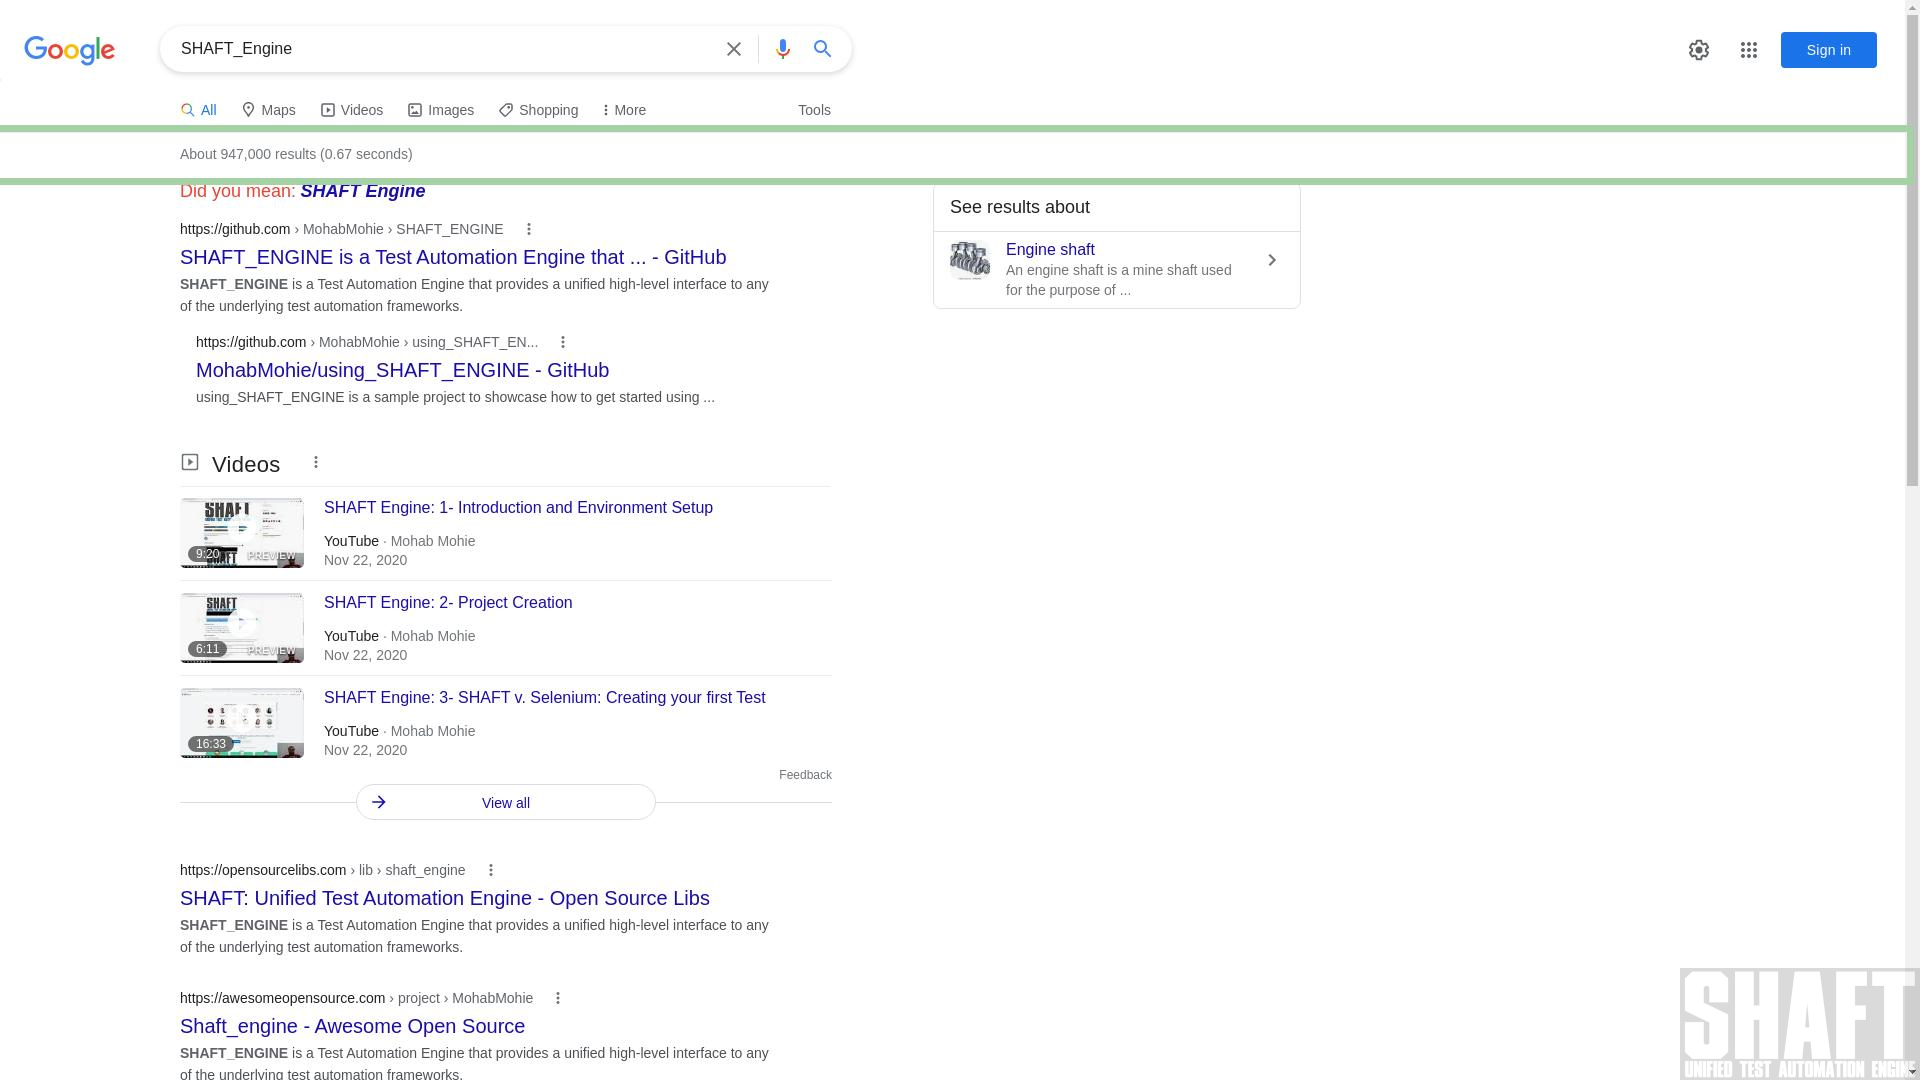 Google
SHAFT_Engine
Sign in
All
Maps
Videos
Images
Shopping
More
Tools
About 947,000 results (0.67 seconds)
Did you mean: SHAFT Engine
https://github.com › MohabMohie › SHAFT_ENGINE
SHAFT_ENGINE is a Test Automation Engine that ... - GitHub
SHAFT_ENGINE is a Test Automation Engine that provides a unified high-level interface to any
of the underlying test automation frameworks.
https://github.com › MohabMohie › using_SHAFT_EN...
MohabMohie/using_SHAFT_ENGINE - GitHub
using_SHAFT_ENGINE is a sample project to showcase how to get started using ...
See results about
Engine shaft
An engine shaft is a mine shaft used
for the purpose of ...
Videos
SHAFT
9:20
PREVIEW
SHAFT Engine: 1- Introduction and Environment Setup
YouTube · Mohab Mohie
Nov 22, 2020
SHAFT
6:11
PREVIEW
SHAFT Engine: 2- Project Creation
YouTube · Mohab Mohie
Nov 22, 2020
16:33
SHAFT Engine: 3- SHAFT v. Selenium: Creating your first Test
YouTube · Mohab Mohie
Nov 22, 2020
Feedback
View all
https://opensourcelibs.com › lib › shaft_engine
SHAFT: Unified Test Automation Engine - Open Source Libs
SHAFT_ENGINE is a Test Automation Engine that provides a unified high-level interface to any
of the underlying test automation frameworks.
https://awesomeopensource.com › project › MohabMohie
Shaft_engine - Awesome Open Source
SHAFT_ENGINE is a Test Automation Engine that provides a unified high-level interface to any
of the underlying test automation frameworks.
SHAFT
UNIFIED TEST AUTOMATION ENGINE